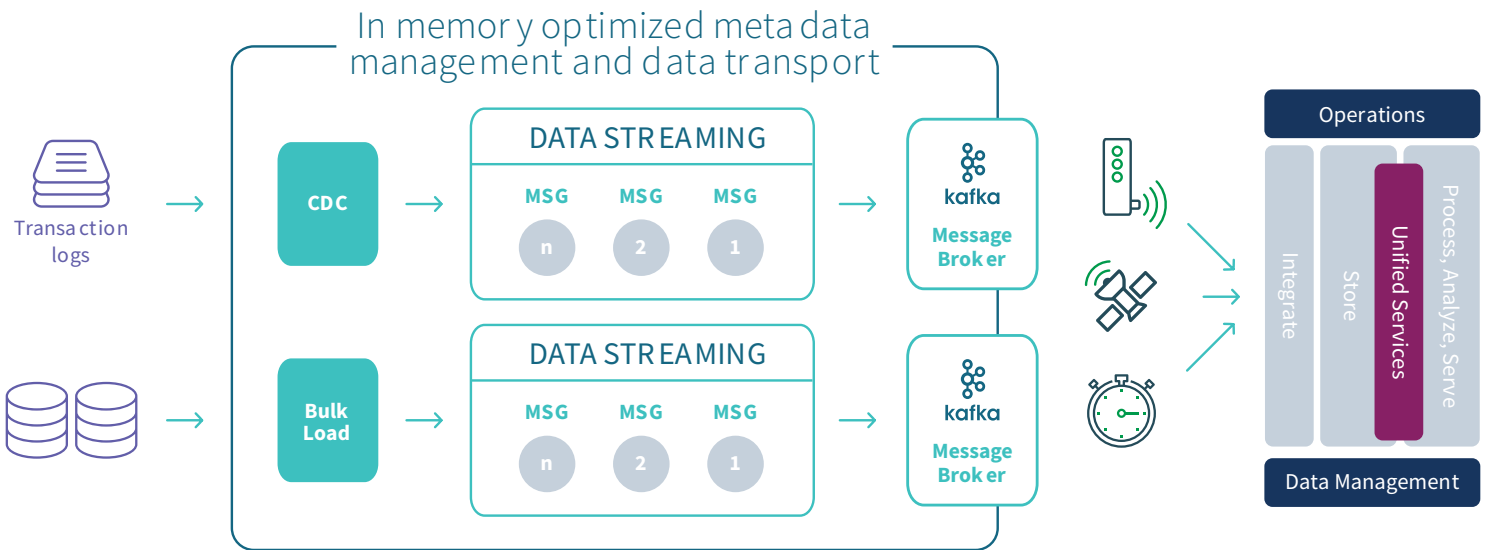 In memory optimized meta data
management and data transport
Transaction
logs
CDC
DATA STREAMING
MSG MSG MSG
n 2 1
kafka
Message
Broker
Bulk
Load
DATA STREAMING
MSG MSG MSG
n 2 1
kafka
Message
Broker
Operations
Integrate
Store
Unified Services
Process, Analyze, Serve
Data Management